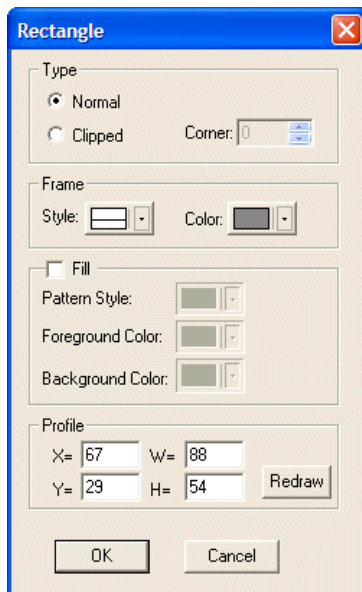 Rectangle
Type
Normal
Clipped Corner: 0
Frame
Style: Color:
Fill
Pattern Style:
Foreground Color:
Background Color:
Profile
X= 67 W= 88
Y= 29 H= 54
Redraw
OK Cancel